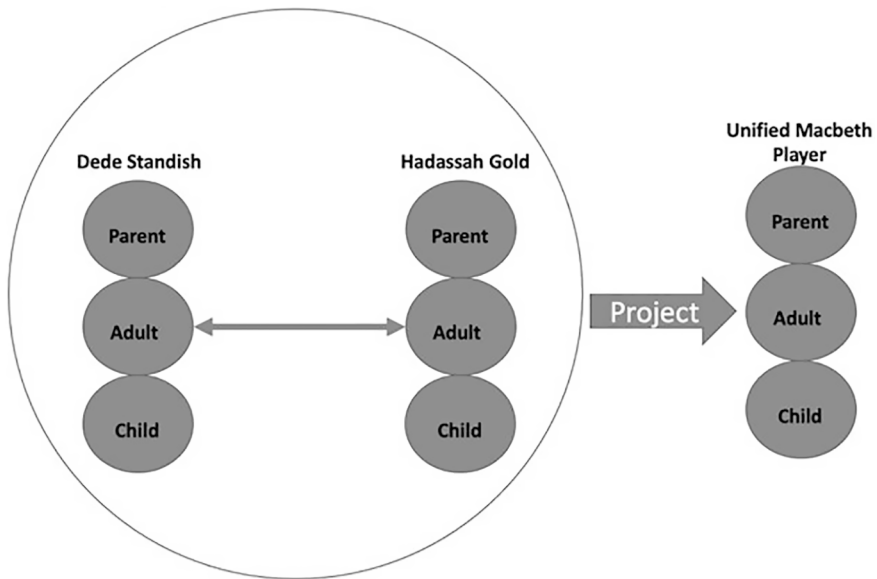 Dede Standish
Parent
Adult
Child
Hadassah Gold
Parent
Adult
Child
Project
Unified Macbeth
Player
Parent
Adult
Child